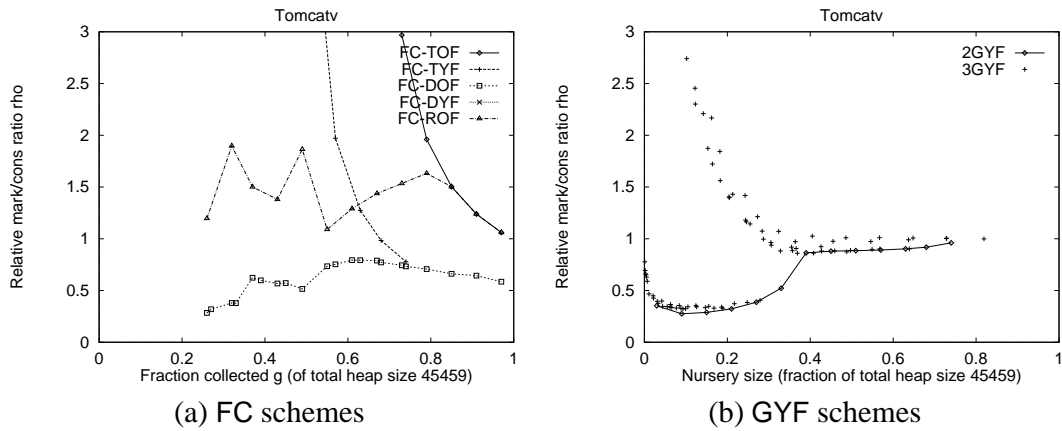 Tomcatv
Relative mark/cons ratio rho
3
2.5
2
1.5
1
0.5
0
FC-TOF
FC-TYF
FC-DOF
FC-DYF
FC-ROF
0 0.2 0.4 0.6 0.8 1
Fraction collected g (of total heap size 45459)
(a) FC schemes
Tomcatv
Relative mark/cons ratio rho
3
2.5
2
1.5
1
0.5
0
2GYF
3GYF
0 0.2 0.4 0.6 0.8 1
Nursery size (fraction of total heap size 45459)
(b) GYF schemes